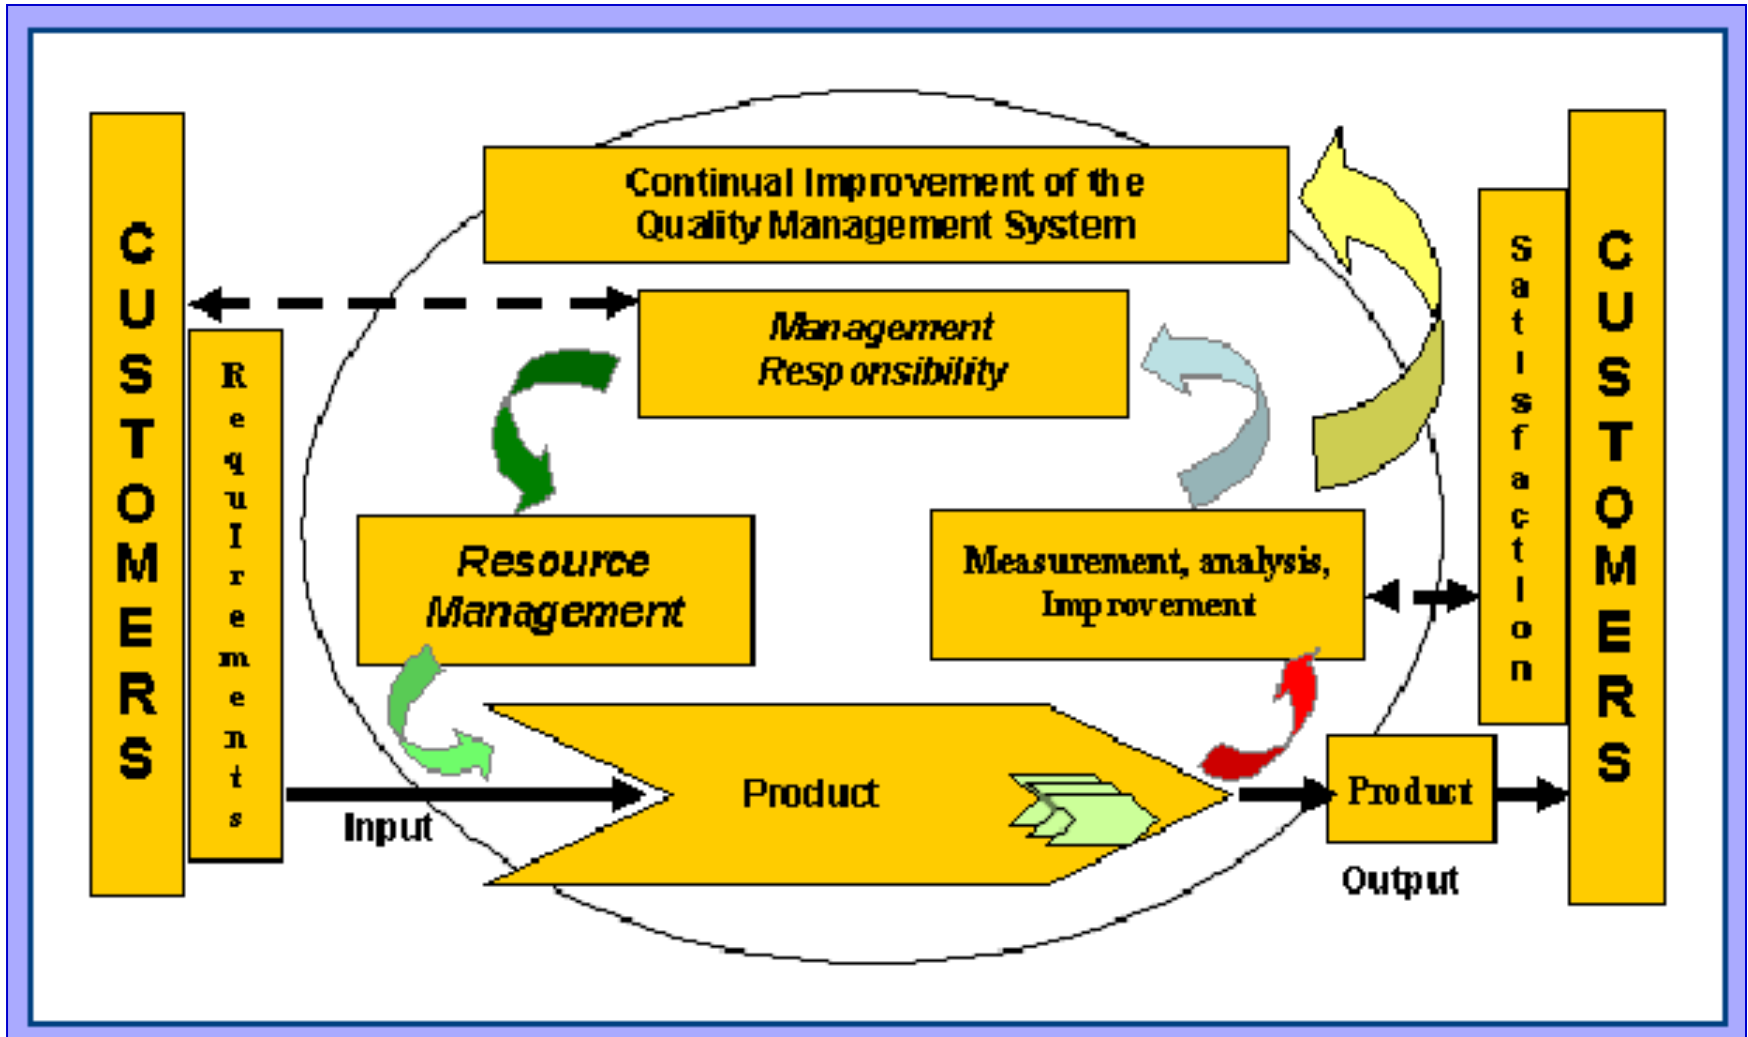 Continual Improvement of the
Quality Management System
CUSTOMERS
Requirements
Management
Responsibility
Satisfaction
CUSTOMERS
Resource
Management
Measurement, analysis,
Improvement
Product
Input
Product
Output